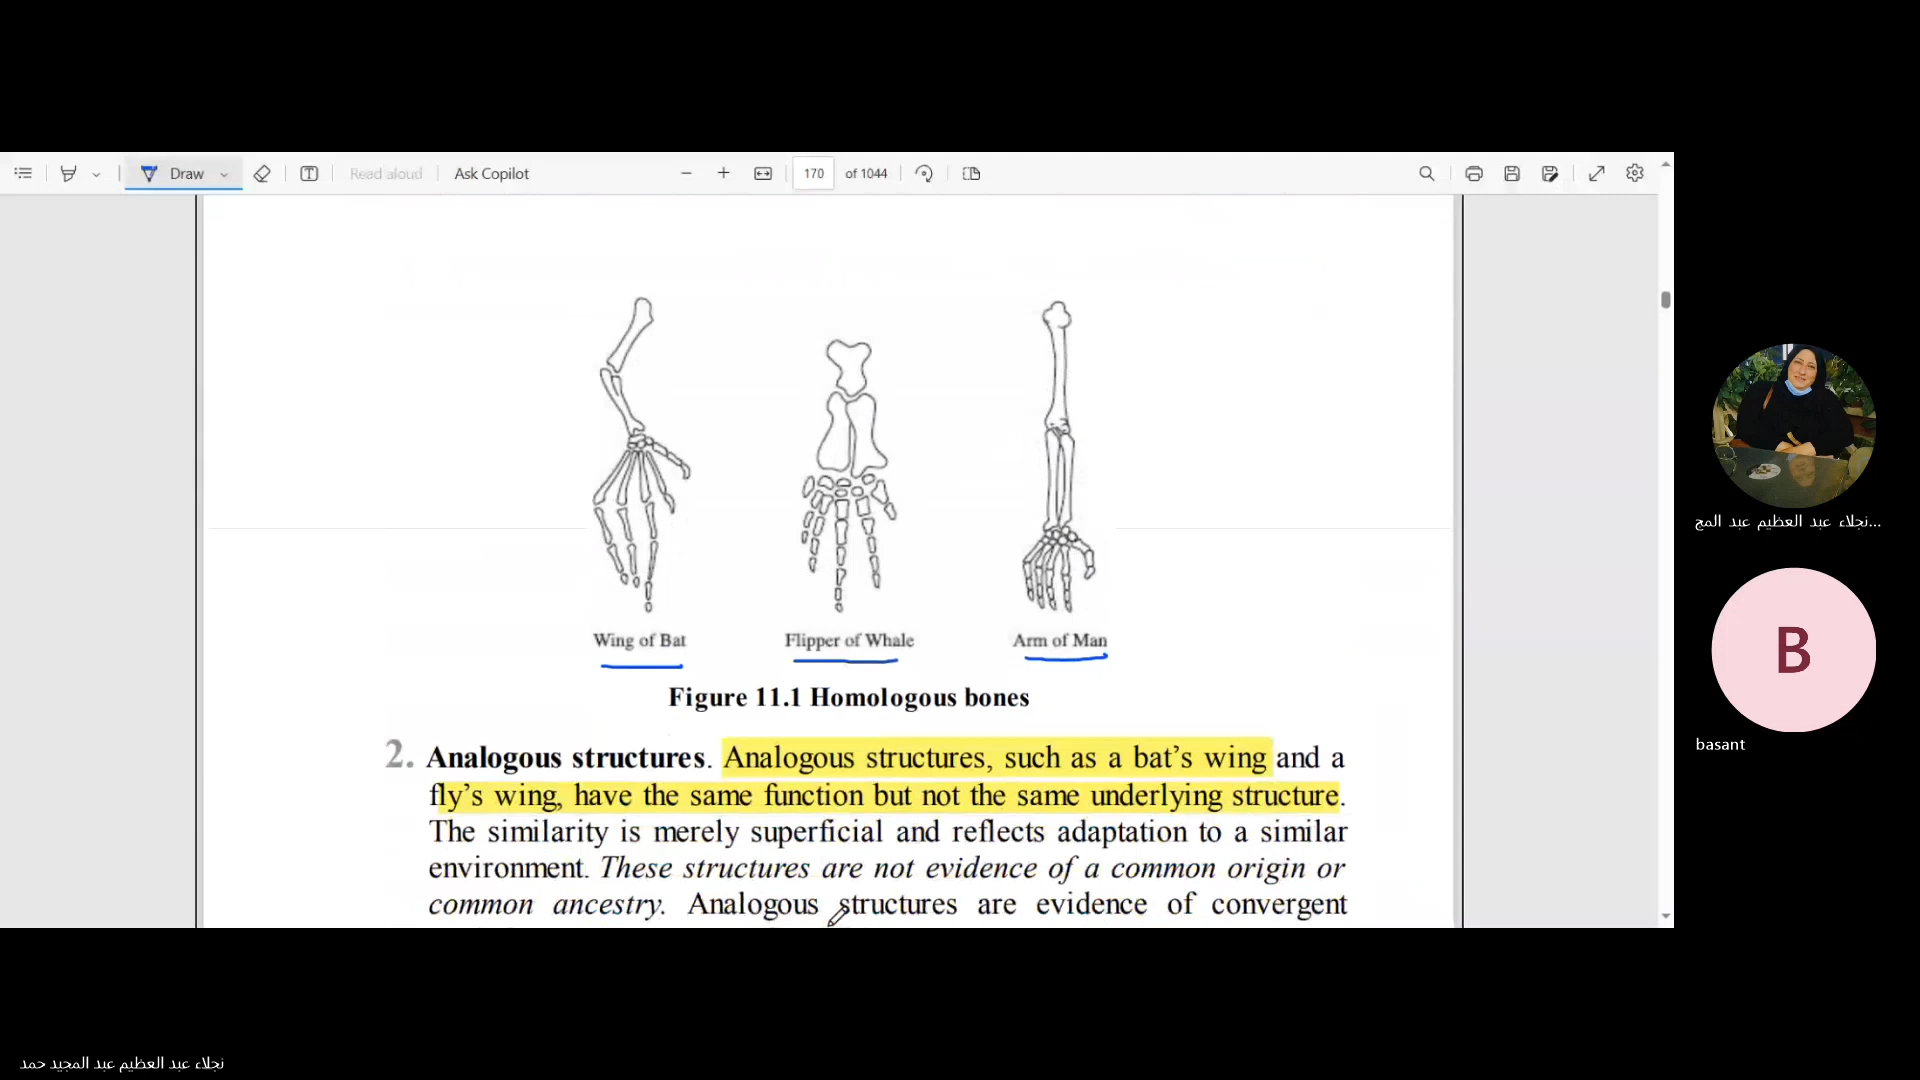 Draw
Read aloud
Ask Copilot
170 of 1044
Wing of Bat
Flipper of Whale
Arm of Man
Figure 11.1 Homologous bones
2. Analogous structures. Analogous structures, such as a bat’s wing and a
fly’s wing, have the same function but not the same underlying structure.
The similarity is merely superficial and reflects adaptation to a similar
environment. These structures are not evidence of a common origin or
common ancestry. Analogous structures are evidence of convergent
نجلاء عبد العظيم عبد المج...
B
basant
نجلاء عبد العظيم عبد المجيد حمد